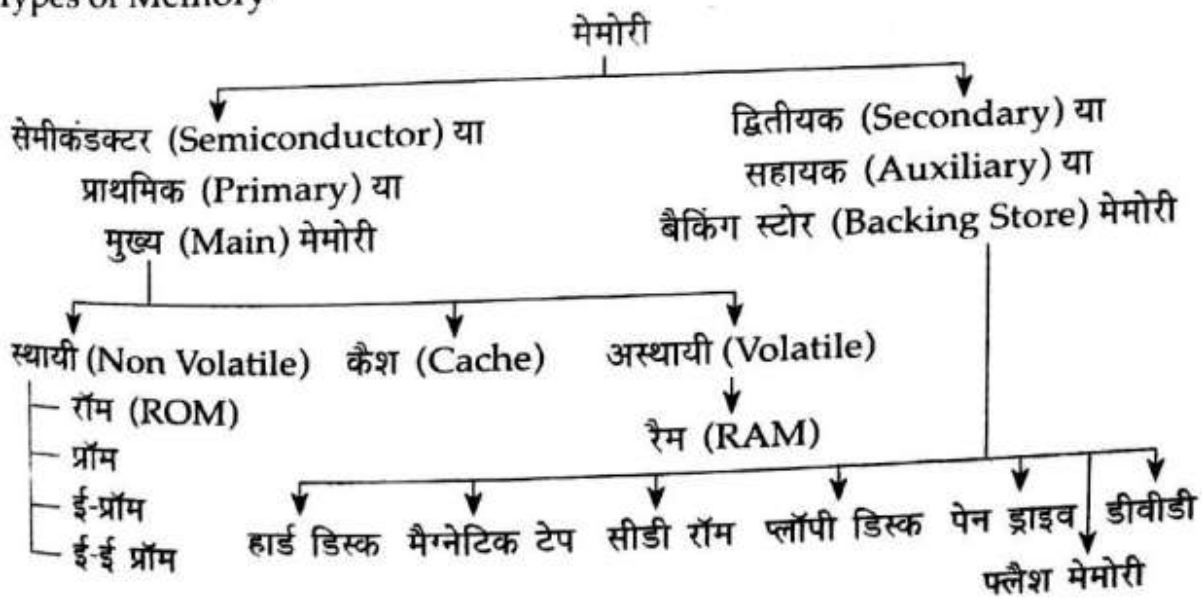 Types of Memory
मेमोरी
सेमीकंडक्टर (Semiconductor) या
प्राथमिक (Primary) या
मुख्य (Main) मेमोरी
द्वितीयक (Secondary) या
सहायक (Auxiliary) या
बैकिंग स्टोर (Backing Store) मेमोरी
स्थायी (Non Volatile)
कैश (Cache)
अस्थायी (Volatile)
रॉम (ROM)
प्रॉम
ई-प्रॉम
ई-ई प्रॉम
रैम (RAM)
हार्ड डिस्क
मैग्नेटिक टेप
सीडी रॉम
प्लॉपी डिस्क
पेन ड्राइव
डीवीडी
फ्लैश मेमोरी